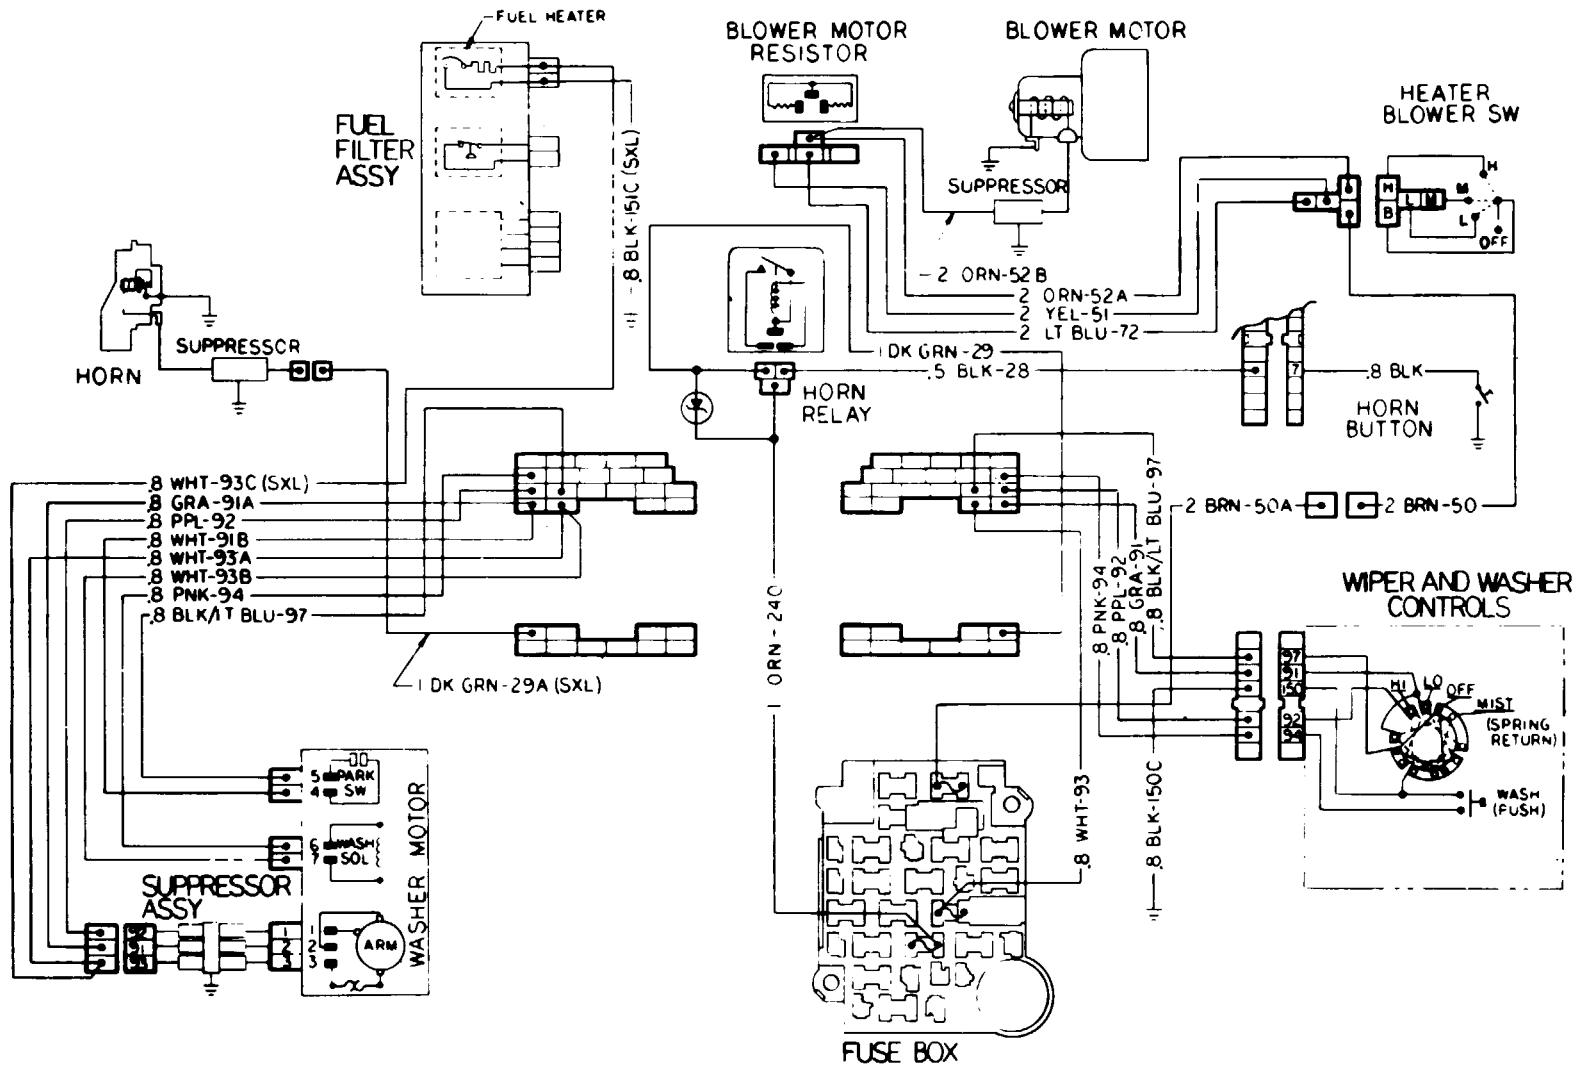 FUEL HEATER
BLOWER MOTOR
RESISTOR
BLOWER MOTOR
HEATER
BLOWER SW
FUEL
FILTER
ASSY
.8 BLK-151C (SXL)
SUPPRESSOR
H
B
L
M
H
M
L
OFF
2 ORN-52B
2 ORN-52A
2 YEL-51
2 LT BLU-72
SUPPRESSOR
HORN
1 DK GRN-29
.5 BLK-28
7
.8 BLK
HORN
RELAY
HORN
BUTTON
.8 WHT-93C (SXL)
.8 GRA-91A
.8 PPL-92
.8 WHT-91B
.8 WHT-93A
.8 WHT-93B
.8 PNK-94
.8 BLK/LT BLU-97
.8 PNK-94
.8 PPL-92
.8 GRA-91
.8 BLK/LT BLU-97
2 BRN-50A
2 BRN-50
WIPER AND WASHER
CONTROLS
1 DK GRN-29A (SXL)
1 ORN-240
97
91
150
92
94
HI
LO
OFF
MIST
(SPRING
RETURN)
WASH
(PUSH)
5
4
PARK
SW
6
7
WASH
SOL
WASHER MOTOR
.8 WHT-93
.8 BLK-150C
SUPPRESSOR
ASSY
92
91
93
1
2
3
1
2
3
ARM
FUSE BOX